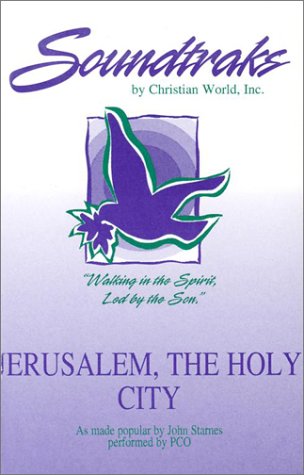 Soundtraks
by Christian World, Inc.
"Walking in the Spirit,
Led by the Son."
JERUSALEM, THE HOLY
CITY
As made popular by John Starnes
performed by PCO